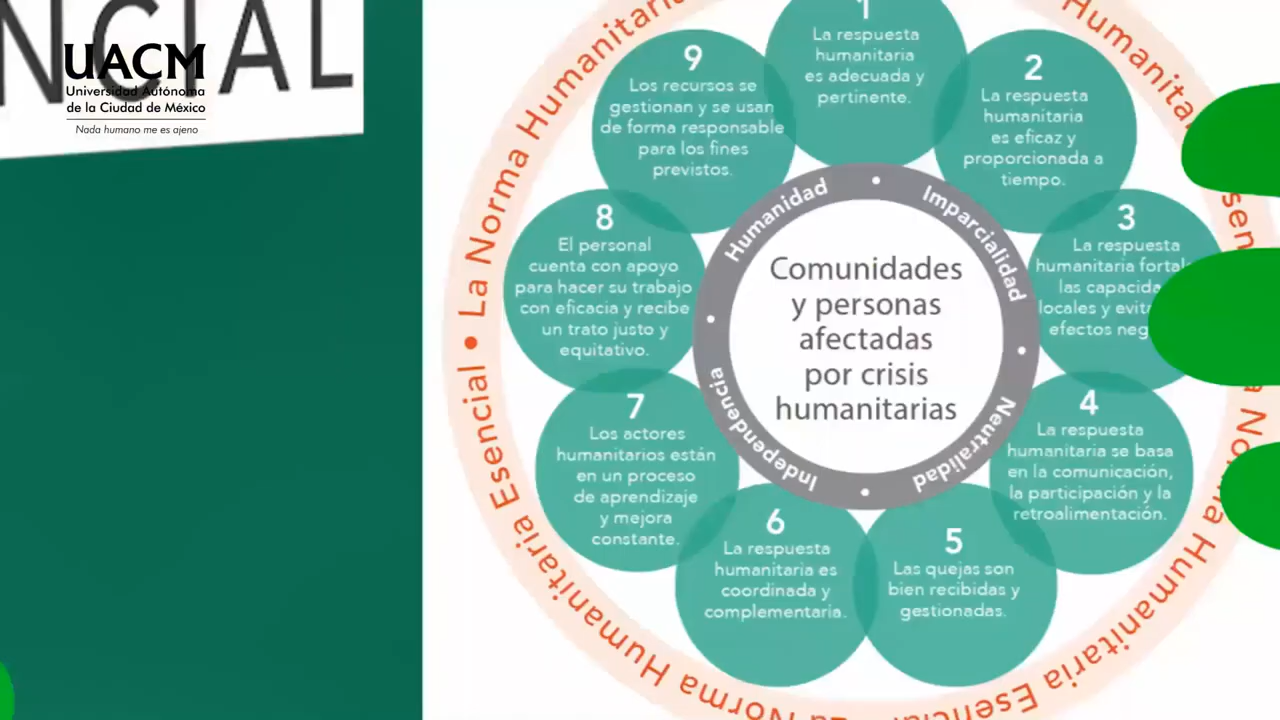 NCIAL
UACM
Universidad Autónoma
de la Ciudad de México
Nada humano me es ajeno
1
La respuesta
humanitaria
es adecuada y
pertinente.
2
La respuesta
humanitaria
es eficaz y
proporcionada a
tiempo.
3
La respuesta
humanitaria
las
locales y
efectos
4
La respuesta
humanitaria se basa
en la comunicación,
la participación y la
retroalimentación.
5
Las quejas son
bien recibidas y
gestionadas.
6
La respuesta
humanitaria es
coordinada y
complementaria.
7
Los actores
humanitarios están
en un proceso
de aprendizaje
y mejora
constante.
8
El personal
cuenta con apoyo
para hacer su trabajo
con eficacia y recibe
un trato justo y
equitativo.
9
Los recursos se
gestionan y se usan
de forma responsable
para los fines
previstos.
Humanidad • Imparcialidad • Neutralidad • Independencia •
Comunidades
y personas
afectadas
por crisis
humanitarias
La Norma Humanitaria
Humanitaria Esencial • La Norma Humanitaria Esencial